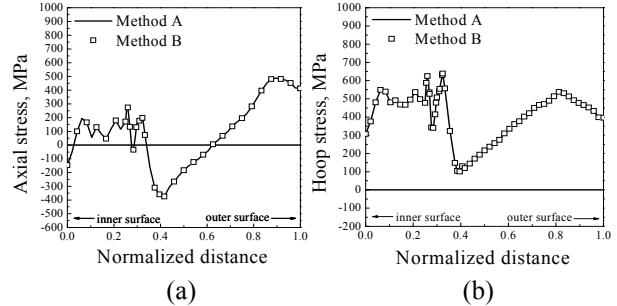 Method A
Method B
Axial stress, MPa
1000
900
800
700
600
500
400
300
200
100
0
-100
-200
-300
-400
-500
-600
inner surface
outer surface
0.0 0.2 0.4 0.6 0.8 1.0
Normalized distance
(a)
Method A
Method B
Hoop stress, MPa
1000
900
800
700
600
500
400
300
200
100
0
-100
-200
inner surface
outer surface
0.0 0.2 0.4 0.6 0.8 1.0
Normalized distance
(b)